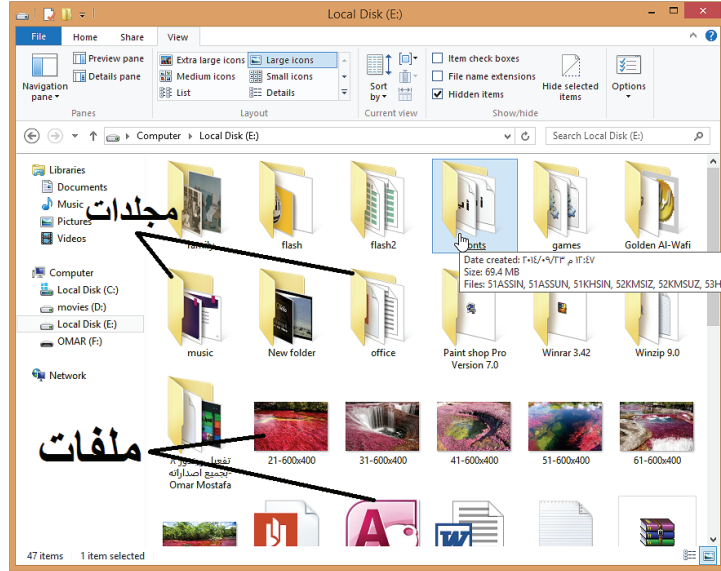 Local Disk (E:)
File Home Share View
Navigation pane
Preview pane
Details pane
Panes
Extra large icons Large icons
Medium icons Small icons
List Details
Layout
Sort by
Current view
Item check boxes
File name extensions
Hidden items
Hide selected items
Show/hide
Options
Computer Local Disk (E:)
Search Local Disk (E:)
Libraries
Documents
Music
Pictures
Videos
Computer
Local Disk (C:)
movies (D:)
Local Disk (E:)
OMAR (F:)
Network
مجلدات
family flash flash2 fonts games Golden Al-Wafi
Date created: ٢٠١٤/٠٩/٢٣ م ١٢:٤٧
Size: 69.4 MB
Files: 51ASSIN, 51ASSUN, 51KHSIN, 52KMSIZ, 52KMSUZ, 53H
music New folder office Paint shop Pro Version 7.0 Winrar 3.42 Winzip 9.0
ملفات
٨
بجميع اصداراته-
Omar Mostafa
21-600x400 31-600x400 41-600x400 51-600x400 61-600x400
A
W
47 items 1 item selected